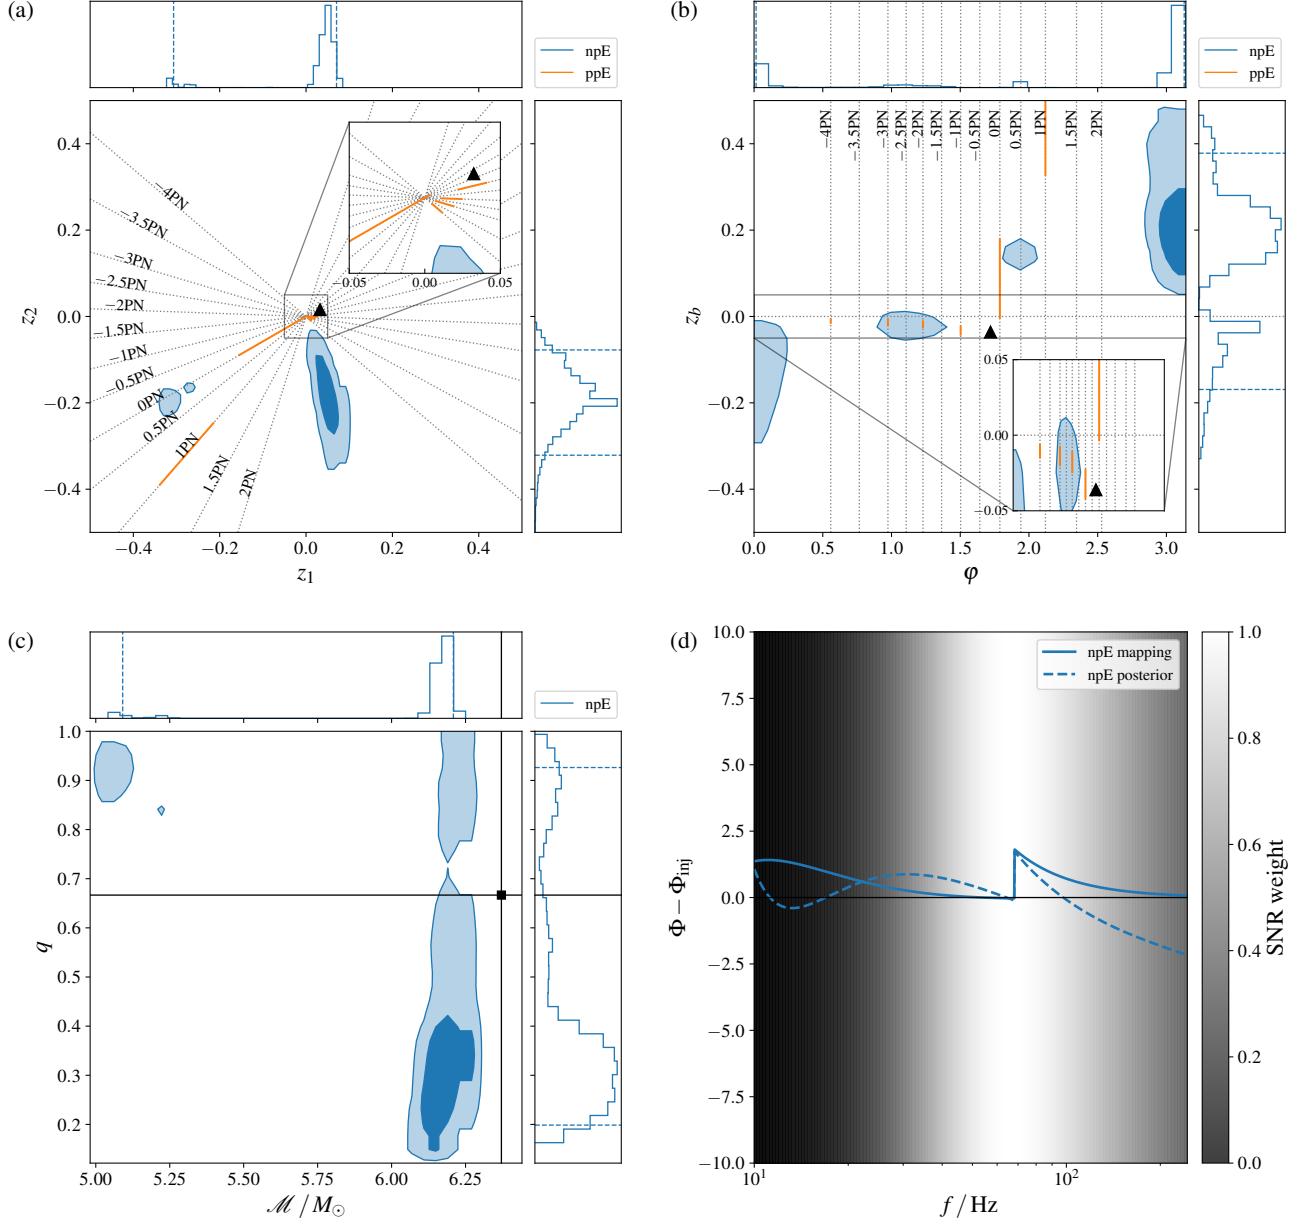 (a)
npE
ppE
z₂
0.4
0.2
0.0
−0.2
−0.4
−4PN
−3.5PN
−3PN
−2.5PN
−2PN
−1.5PN
−1PN
−0.5PN
0PN
0.5PN
1PN
1.5PN
2PN
−0.05
0.00
0.05
−0.4
−0.2
0.0
0.2
0.4
z₁
(b)
npE
ppE
z_b
0.4
0.2
0.0
−0.2
−0.4
−4PN
−3.5PN
−3PN
−2.5PN
−2PN
−1.5PN
−1PN
−0.5PN
0PN
0.5PN
1PN
1.5PN
2PN
0.05
0.00
−0.05
0.0
0.5
1.0
1.5
2.0
2.5
3.0
φ
(c)
npE
q
1.0
0.9
0.8
0.7
0.6
0.5
0.4
0.3
0.2
5.00
5.25
5.50
5.75
6.00
6.25
ℳ / M⊙
(d)
npE mapping
npE posterior
Φ − Φ_inj
10.0
7.5
5.0
2.5
0.0
−2.5
−5.0
−7.5
−10.0
10¹
10²
f / Hz
1.0
0.8
0.6
0.4
0.2
0.0
SNR weight